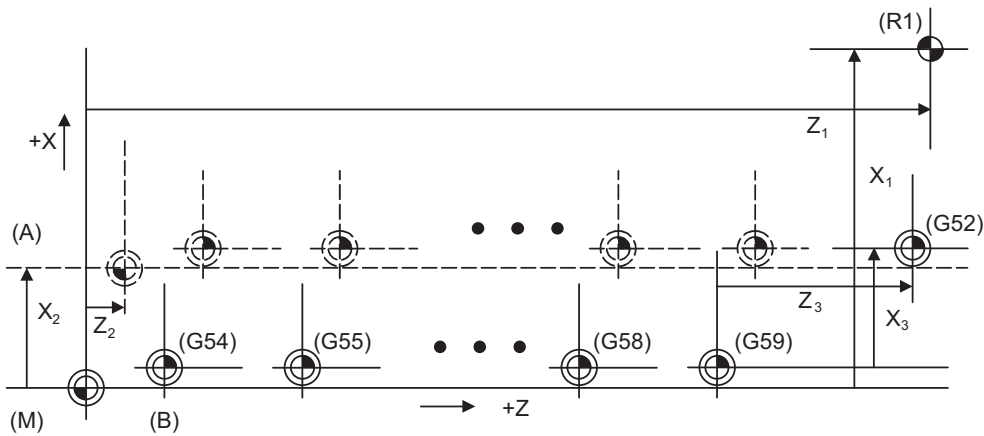 (R1)
Z1
+X
X1
(A)
(G52)
X2
Z2
Z3
X3
(G54)
(G55)
(G58)
(G59)
+Z
(M)
(B)